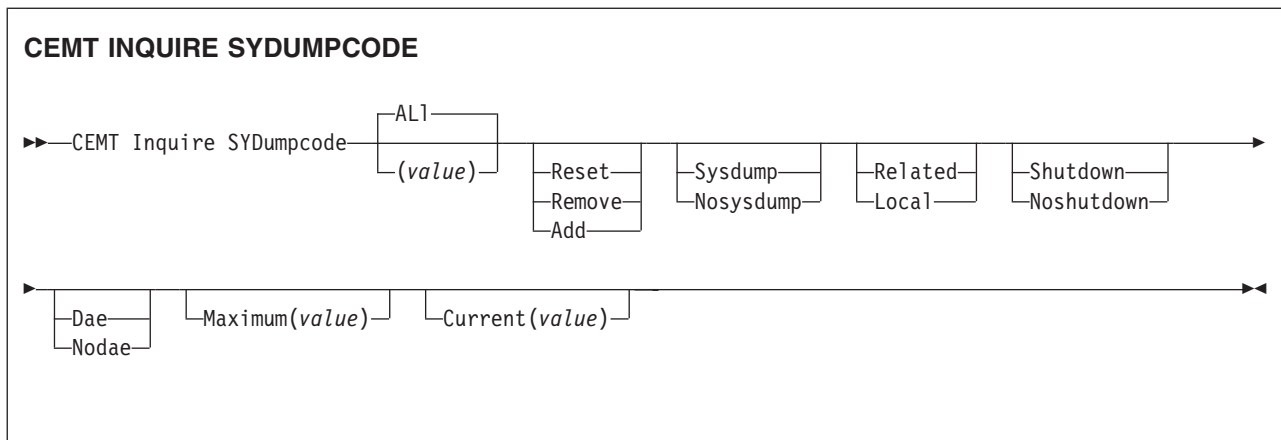 CEMT INQUIRE SYDUMPCODE
ALl
CEMT Inquire SYDumpcode
(value)
Reset
Sysdump
Related
Shutdown
Remove
Nosysdump
Local
Noshutdown
Add
Dae
Maximum(value)
Current(value)
Nodae